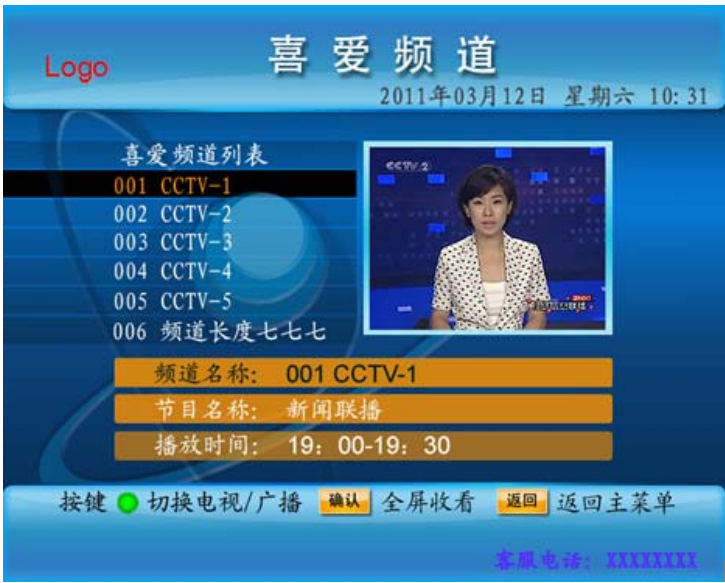 Logo
喜爱频道
2011年03月12日 星期六 10:31
喜爱频道列表
001 CCTV-1
002 CCTV-2
003 CCTV-3
004 CCTV-4
005 CCTV-5
006 频道长度七七七
CCTV 2
频道名称: 001 CCTV-1
节目名称: 新闻联播
播放时间: 19:00-19:30
按键 切换电视/广播 确认 全屏收看 返回 返回主菜单
客服电话: XXXXXXXX